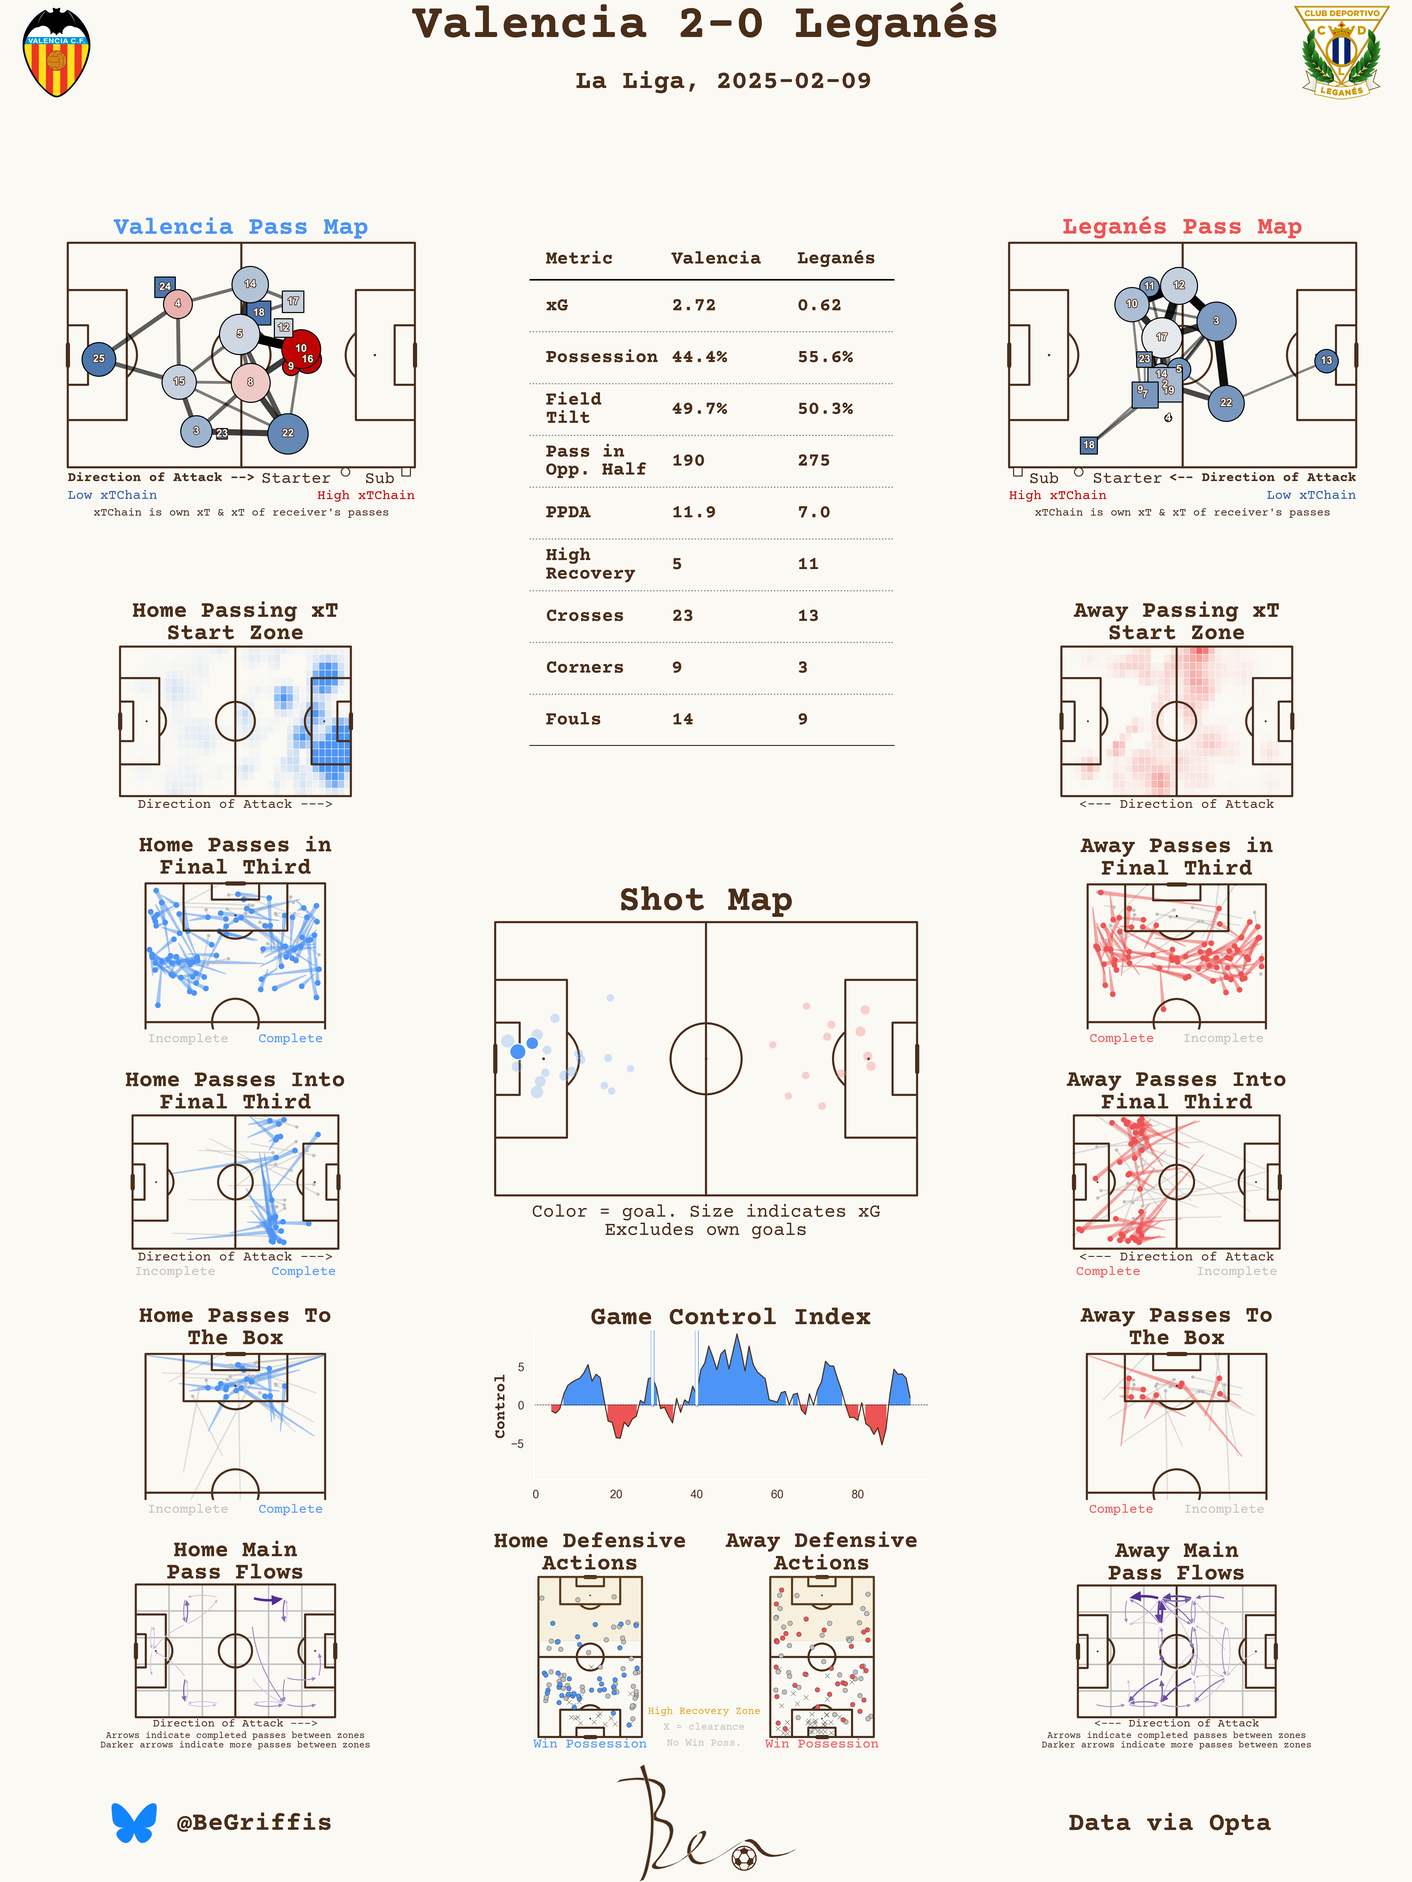 Valencia 2-0 Leganés
La Liga, 2025-02-09
VALENCIA C.F.
CLUB DEPORTIVO
LEGANÉS
Valencia Pass Map
24
4
14
17
18
12
5
10
16
9
25
15
8
3
23
22
Direction of Attack --> Starter Sub
Low xTChain High xTChain
xTChain is own xT & xT of receiver's passes
Metric Valencia Leganés
xG 2.72 0.62
Possession 44.4% 55.6%
Field
Tilt 49.7% 50.3%
Pass in
Opp. Half 190 275
PPDA 11.9 7.0
High
Recovery 5 11
Crosses 23 13
Corners 9 3
Fouls 14 9
Leganés Pass Map
11
12
10
3
17
23
14
5
13
2
9
7
19
22
4
18
Sub Starter <-- Direction of Attack
High xTChain Low xTChain
xTChain is own xT & xT of receiver's passes
Home Passing xT
Start Zone
Direction of Attack --->
Away Passing xT
Start Zone
<--- Direction of Attack
Home Passes in
Final Third
Incomplete Complete
Shot Map
Color = goal. Size indicates xG
Excludes own goals
Away Passes in
Final Third
Complete Incomplete
Home Passes Into
Final Third
Direction of Attack --->
Incomplete Complete
Away Passes Into
Final Third
<--- Direction of Attack
Complete Incomplete
Home Passes To
The Box
Incomplete Complete
Game Control Index
Control
5
0
−5
0 20 40 60 80
Away Passes To
The Box
Complete Incomplete
Home Main
Pass Flows
Direction of Attack --->
Arrows indicate completed passes between zones
Darker arrows indicate more passes between zones
Home Defensive
Actions
Win Possession
High Recovery Zone
X = clearance
No Win Poss.
Away Defensive
Actions
Win Possession
Away Main
Pass Flows
<--- Direction of Attack
Arrows indicate completed passes between zones
Darker arrows indicate more passes between zones
@BeGriffis
Data via Opta